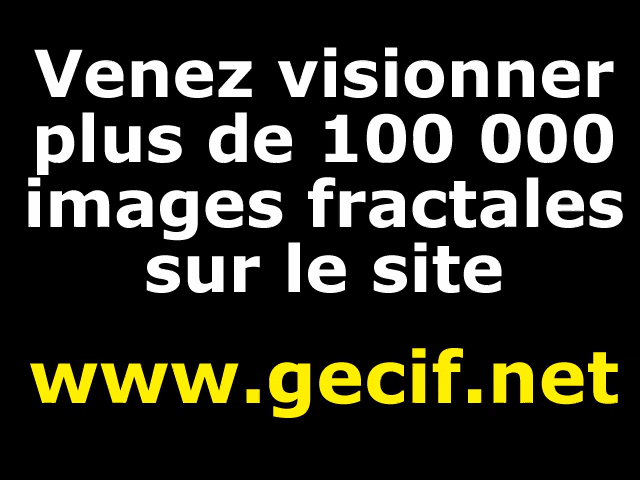 Venez visionner
plus de 100 000
images fractales
sur le site
www.gecif.net